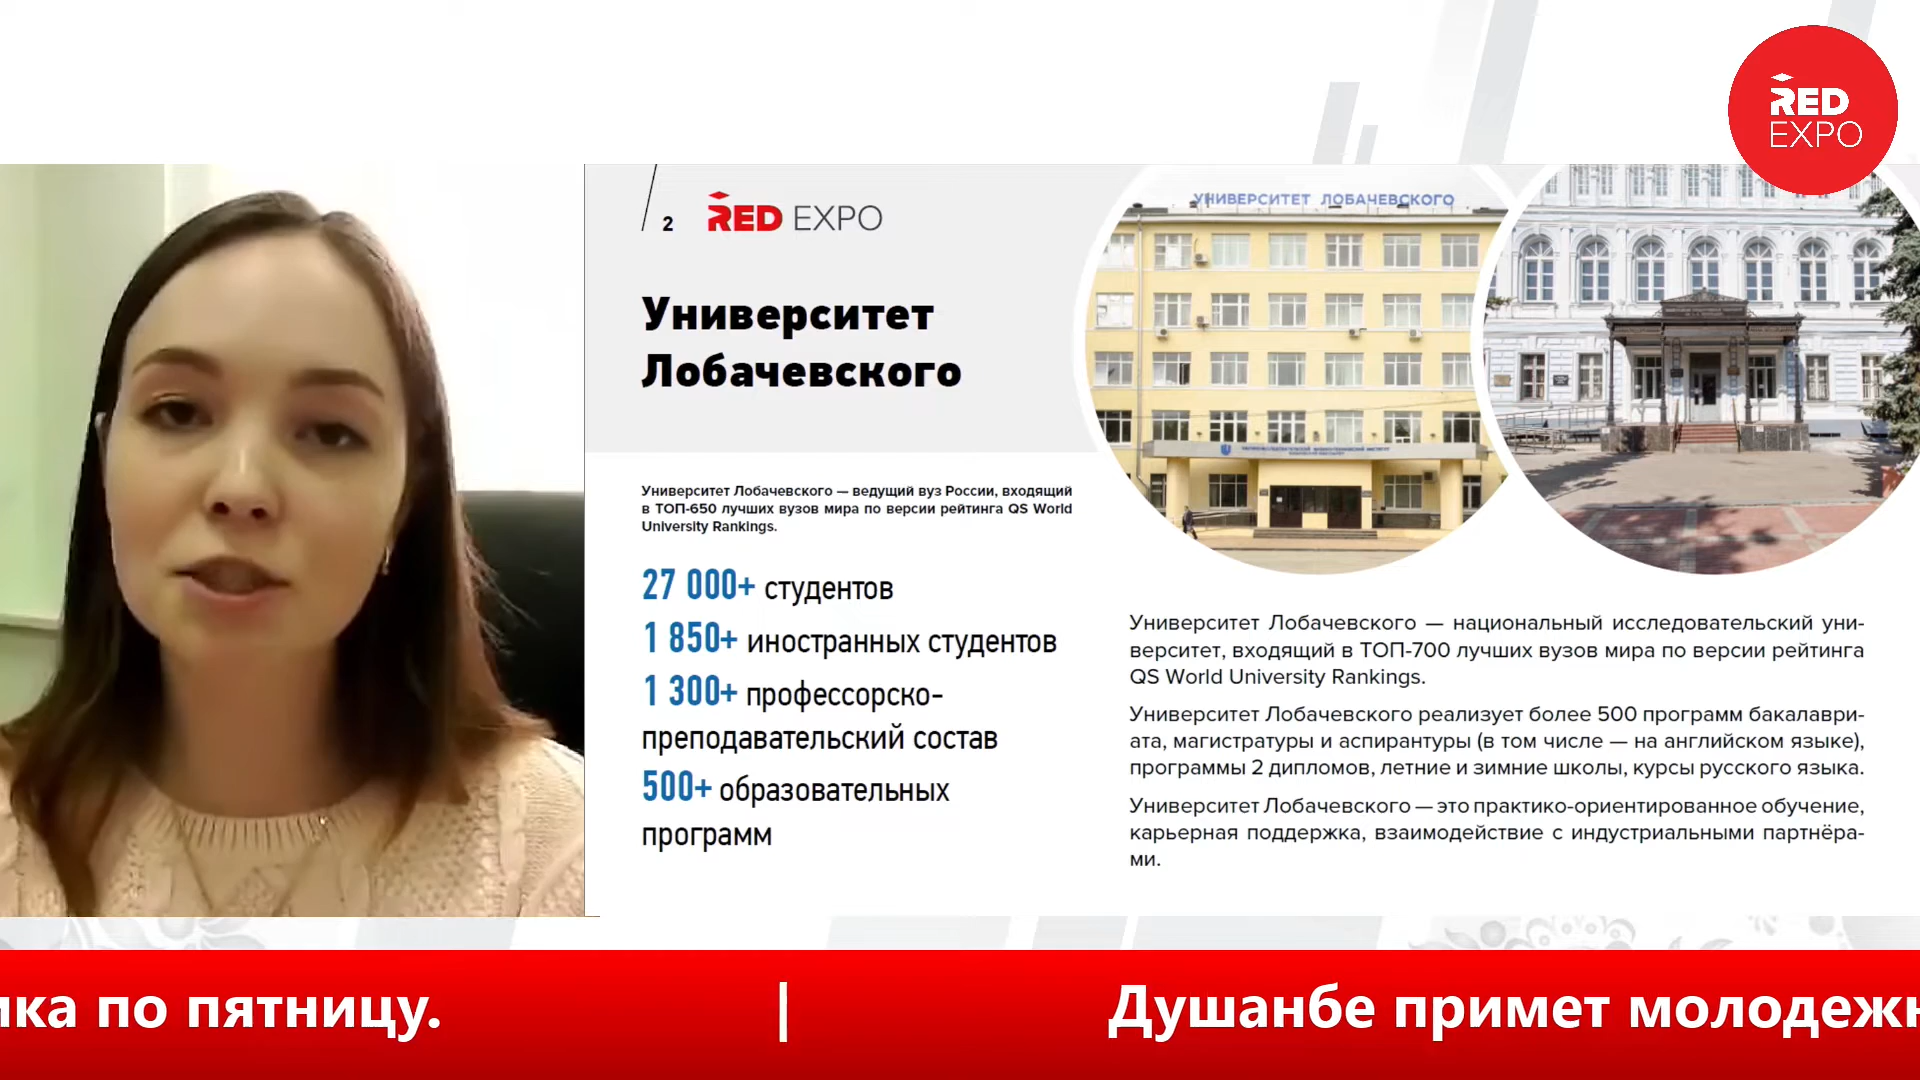 RED
EXPO
2
RED EXPO
УНИВЕРСИТЕТ ЛОБАЧЕВСКОГО
Университет
Лобачевского
Университет Лобачевского — ведущий вуз России, входящий
в ТОП-650 лучших вузов мира по версии рейтинга QS World
University Rankings.
27 000+ студентов
1 850+ иностранных студентов
1 300+ профессорско-
преподавательский состав
500+ образовательных
программ
Университет Лобачевского — национальный исследовательский уни-
верситет, входящий в ТОП-700 лучших вузов мира по версии рейтинга
QS World University Rankings.
Университет Лобачевского реализует более 500 программ бакалаври-
ата, магистратуры и аспирантуры (в том числе — на английском языке),
программы 2 дипломов, летние и зимние школы, курсы русского языка.
Университет Лобачевского — это практико-ориентированное обучение,
карьерная поддержка, взаимодействие с индустриальными партнёра-
ми.
по пятницу. | Душанбе примет